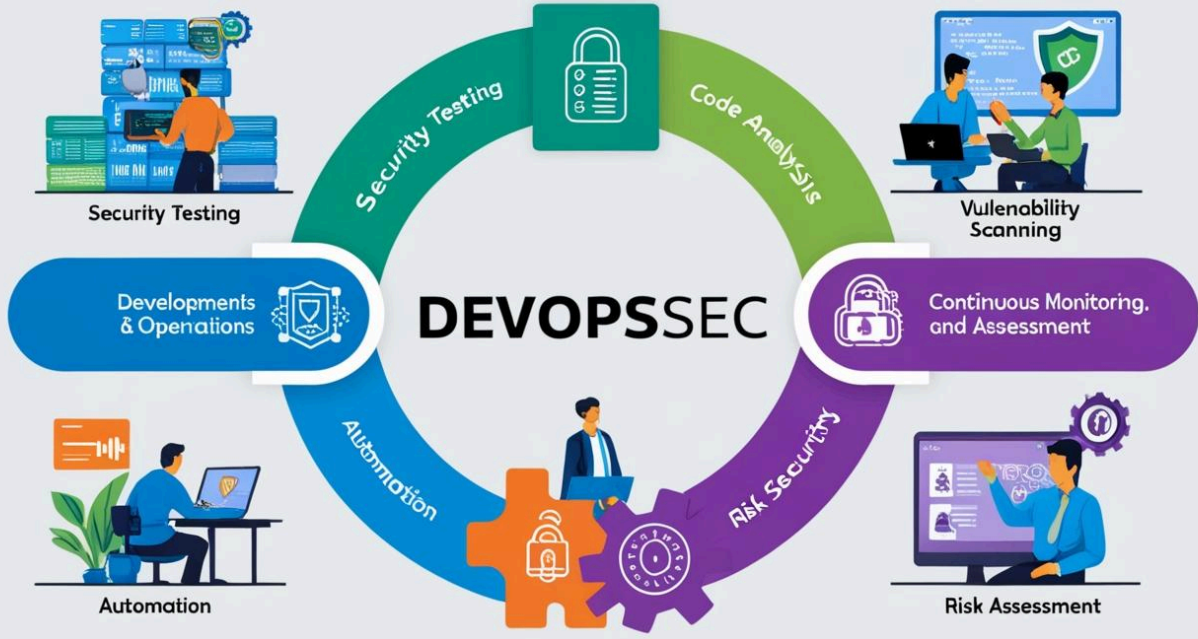 Security Testing
Code Analysis
Security Testing
Vulenability
Scanning
Developments
& Operations
DEVOPSSEC
Continuous Monitoring,
and Assessment
Automation
Risk Security
Automation
Risk Assessment